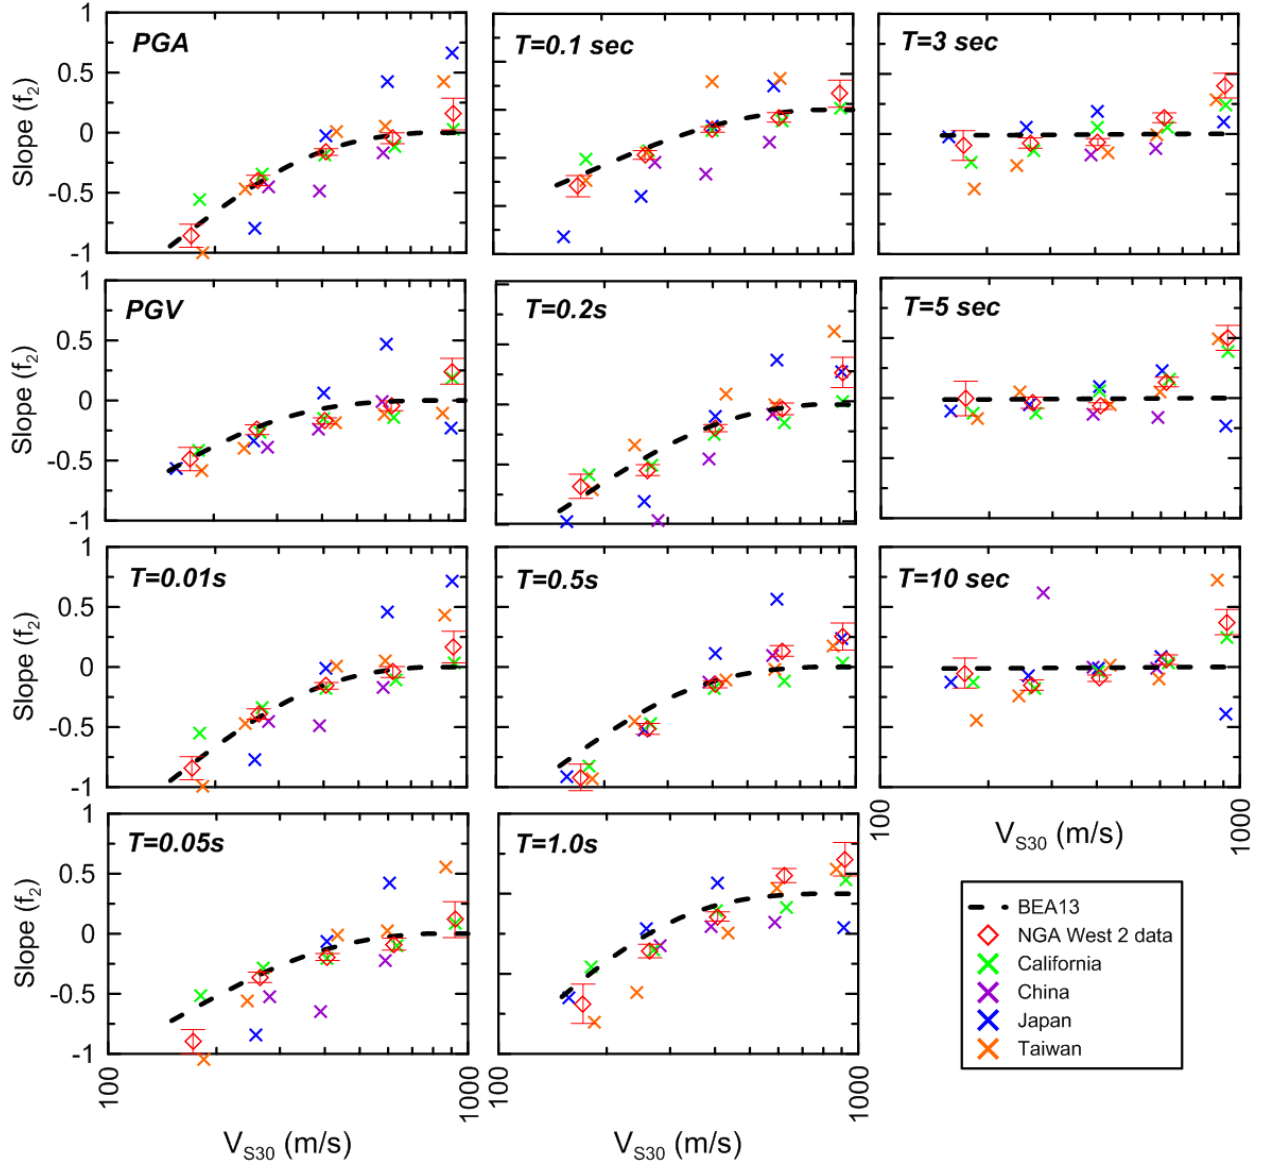 PGA
T=0.1 sec
T=3 sec
1
0.5
0
-0.5
-1
Slope (f2)
PGV
T=0.2s
T=5 sec
1
0.5
0
-0.5
-1
Slope (f2)
T=0.01s
T=0.5s
T=10 sec
1
0.5
0
-0.5
-1
Slope (f2)
100
1000
VS30 (m/s)
T=0.05s
T=1.0s
1
0.5
0
-0.5
-1
Slope (f2)
100
1000
100
1000
VS30 (m/s)
VS30 (m/s)
BEA13
NGA West 2 data
California
China
Japan
Taiwan